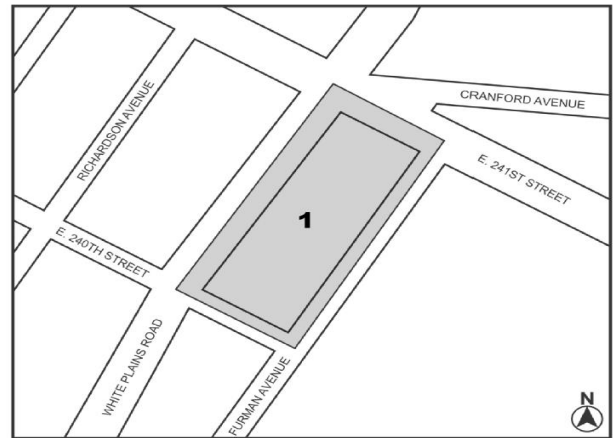 CRANFORD AVENUE
RICHARDSON AVENUE
E. 241ST STREET
1
E. 240TH STREET
WHITE PLAINS ROAD
FURMAN AVENUE
N